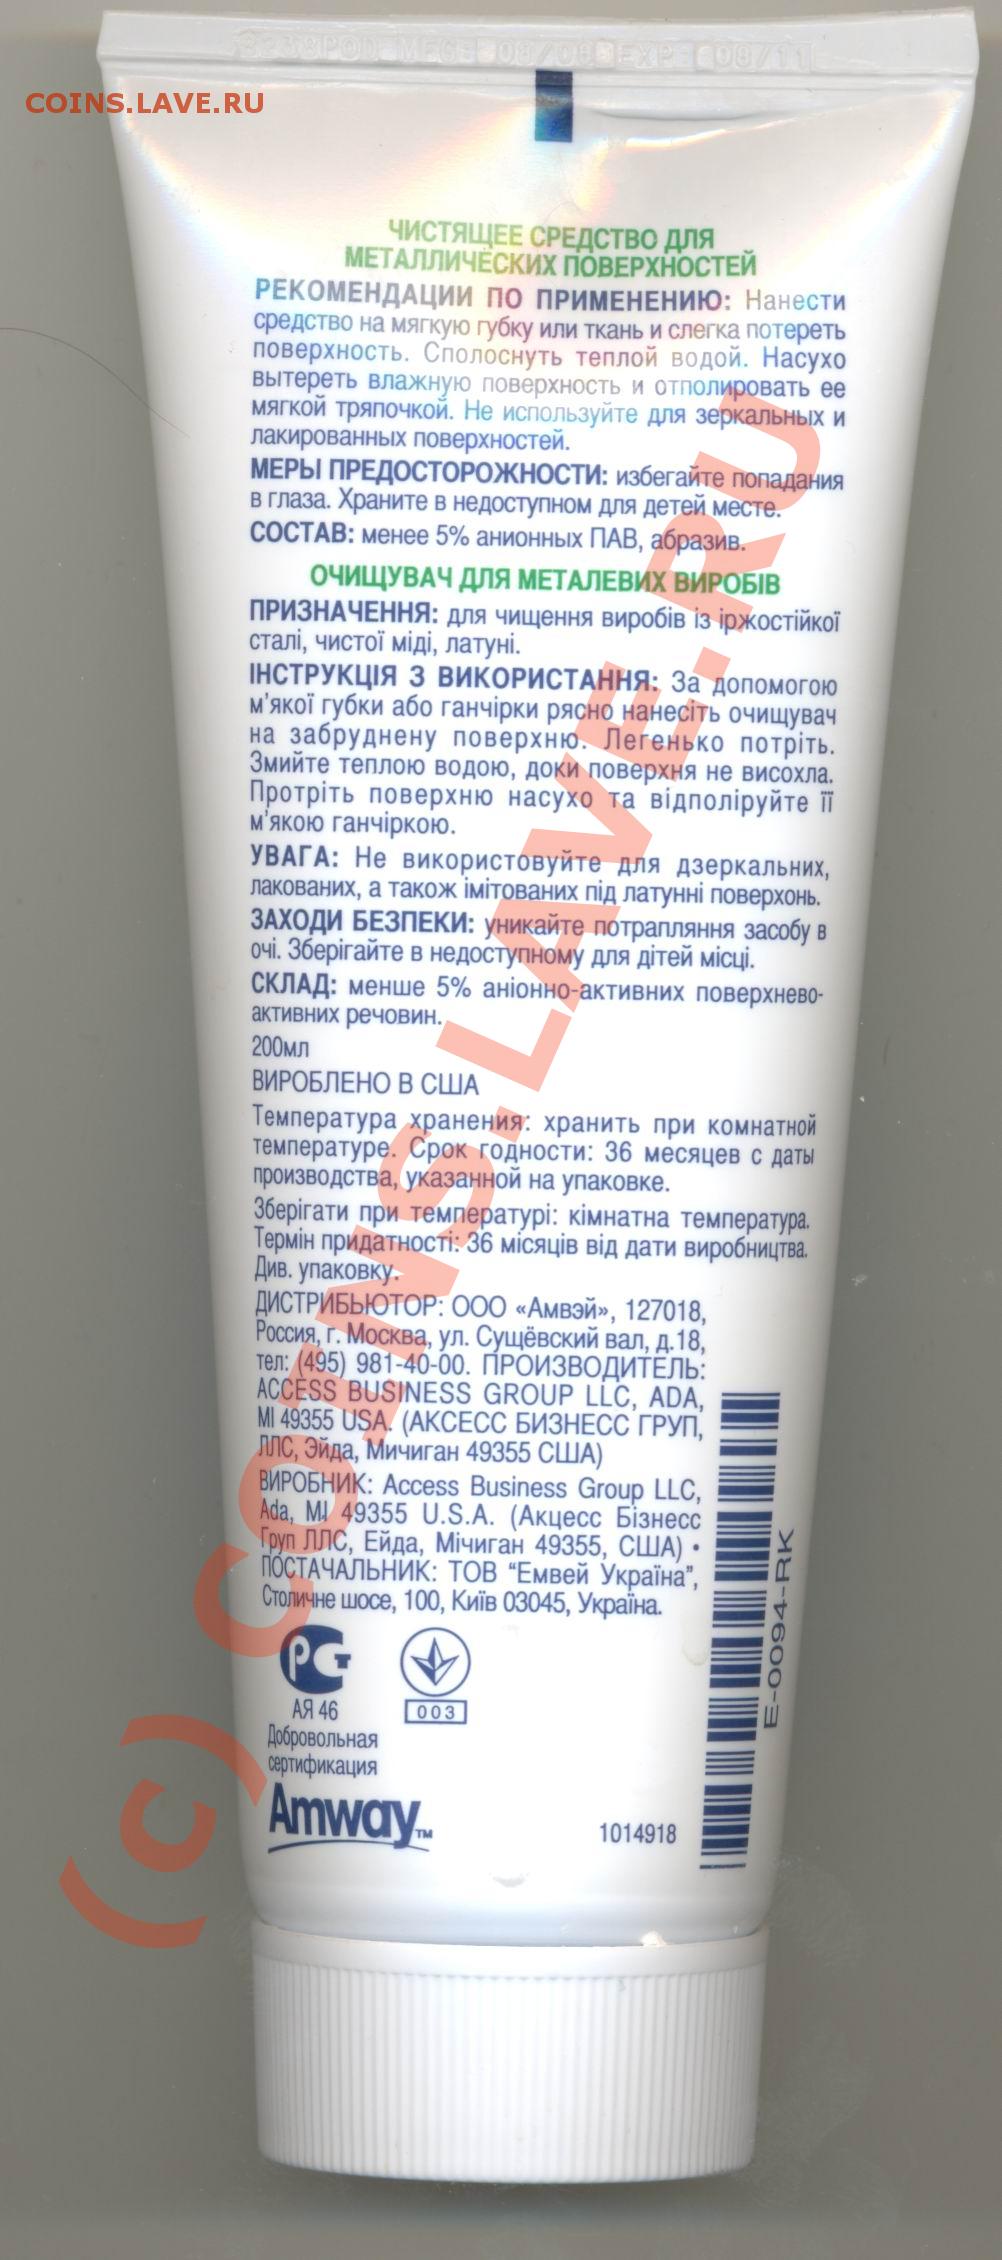 3238POD MFG: 08/08 EXP: 08/11
COINS.LAVE.RU
ЧИСТЯЩЕЕ СРЕДСТВО ДЛЯ
МЕТАЛЛИЧЕСКИХ ПОВЕРХНОСТЕЙ
РЕКОМЕНДАЦИИ ПО ПРИМЕНЕНИЮ: Нанести
средство на мягкую губку или ткань и слегка потереть
поверхность. Сполоснуть теплой водой. Насухо
вытереть влажную поверхность и отполировать ее
мягкой тряпочкой. Не используйте для зеркальных и
лакированных поверхностей.
МЕРЫ ПРЕДОСТОРОЖНОСТИ: избегайте попадания
в глаза. Храните в недоступном для детей месте.
СОСТАВ: менее 5% анионных ПАВ, абразив.
ОЧИЩУВАЧ ДЛЯ МЕТАЛЕВИХ ВИРОБІВ
ПРИЗНАЧЕННЯ: для чищення виробів із іржостійкої
сталі, чистої міді, латуні.
ІНСТРУКЦІЯ З ВИКОРИСТАННЯ: За допомогою
м'якої губки або ганчірки рясно нанесіть очищувач
на забруднену поверхню. Легенько потріть.
Змийте теплою водою, доки поверхня не висохла.
Протріть поверхню насухо та відполіруйте її
м'якою ганчіркою.
УВАГА: Не використовуйте для дзеркальних,
лакованих, а також імітованих під латунні поверхонь.
ЗАХОДИ БЕЗПЕКИ: уникайте потрапляння засобу в
очі. Зберігайте в недоступному для дітей місці.
СКЛАД: менше 5% аніонно-активних поверхнево-
активних речовин.
200мл
ВИРОБЛЕНО В США
Температура хранения: хранить при комнатной
температуре. Срок годности: 36 месяцев с даты
производства, указанной на упаковке.
Зберігати при температурі: кімнатна температура.
Термін придатності: 36 місяців від дати виробництва.
Див. упаковку.
ДИСТРИБЬЮТОР: ООО «Амвэй», 127018,
Россия, г. Москва, ул. Сущёвский вал, д.18,
тел: (495) 981-40-00. ПРОИЗВОДИТЕЛЬ:
ACCESS BUSINESS GROUP LLC, ADA,
MI 49355 USA. (АКСЕСС БИЗНЕСС ГРУП,
ЛЛС, Эйда, Мичиган 49355 США)
ВИРОБНИК: Access Business Group LLC,
Ada, MI 49355 U.S.A. (Акцесс Бізнесс
Груп ЛЛС, Ейда, Мічиган 49355, США) •
ПОСТАЧАЛЬНИК: ТОВ “Емвей Україна”,
Столичне шосе, 100, Київ 03045, Україна.
РСТ
АЯ 46
003
Добровольная
сертификация
Amway™
1014918
E-0094-RK
(c) COINS.LAVE.RU